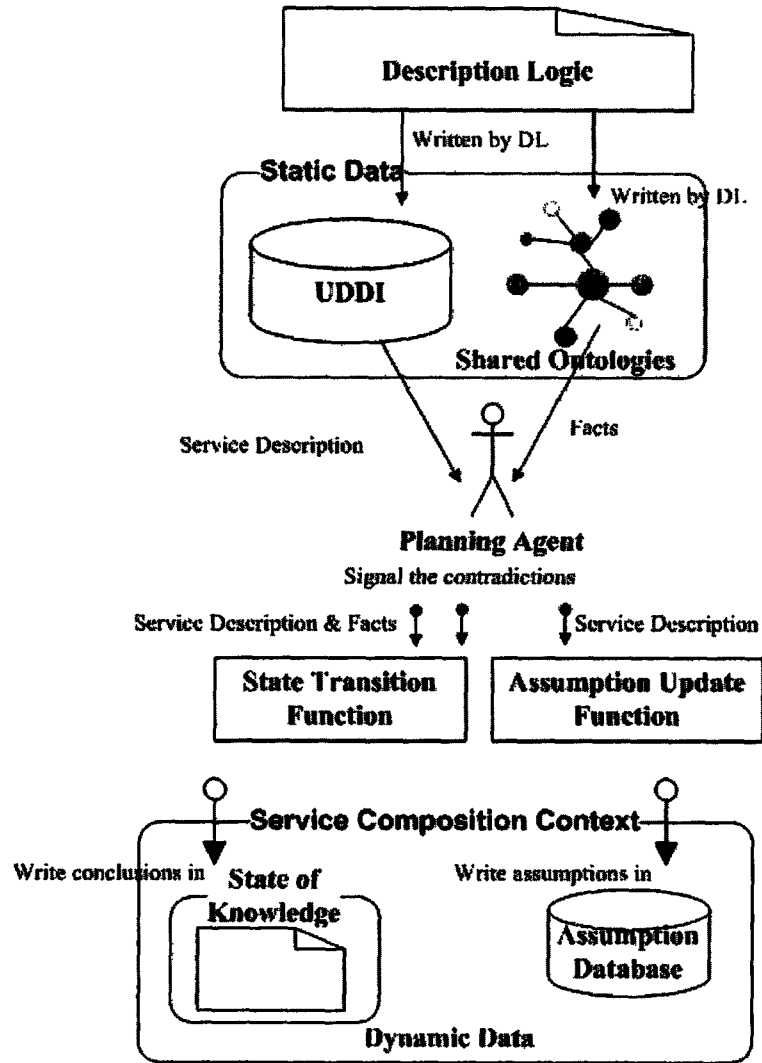 Description Logic
Written by DL
Static Data
Written by DL
UDDI
Shared Ontologies
Service Description
Facts
Planning Agent
Signal the contradictions
Service Description & Facts
Service Description
State Transition
Function
Assumption Update
Function
Service Composition Context
Write conclusions in
State of
Knowledge
Write assumptions in
Assumption
Database
Dynamic Data